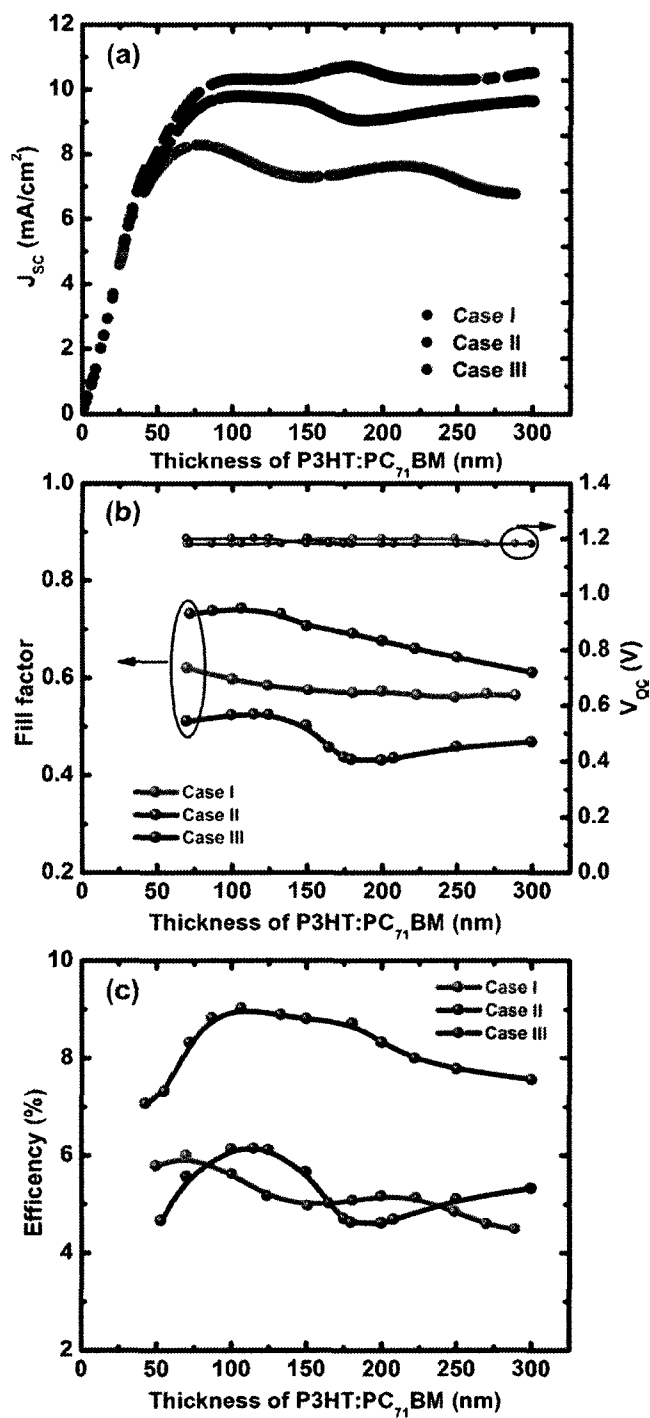 (a)
12
10
8
6
4
2
0
J_SC (mA/cm²)
Case I
Case II
Case III
0 50 100 150 200 250 300
Thickness of P3HT:PC₇₁BM (nm)
(b)
1.0
0.8
0.6
0.4
0.2
Fill factor
1.4
1.2
1.0
0.8
0.6
0.4
0.2
0.0
V_OC (V)
Case I
Case II
Case III
0 50 100 150 200 250 300
Thickness of P3HT:PC₇₁BM (nm)
(c)
10
8
6
4
2
Efficency (%)
Case I
Case II
Case III
0 50 100 150 200 250 300
Thickness of P3HT:PC₇₁BM (nm)